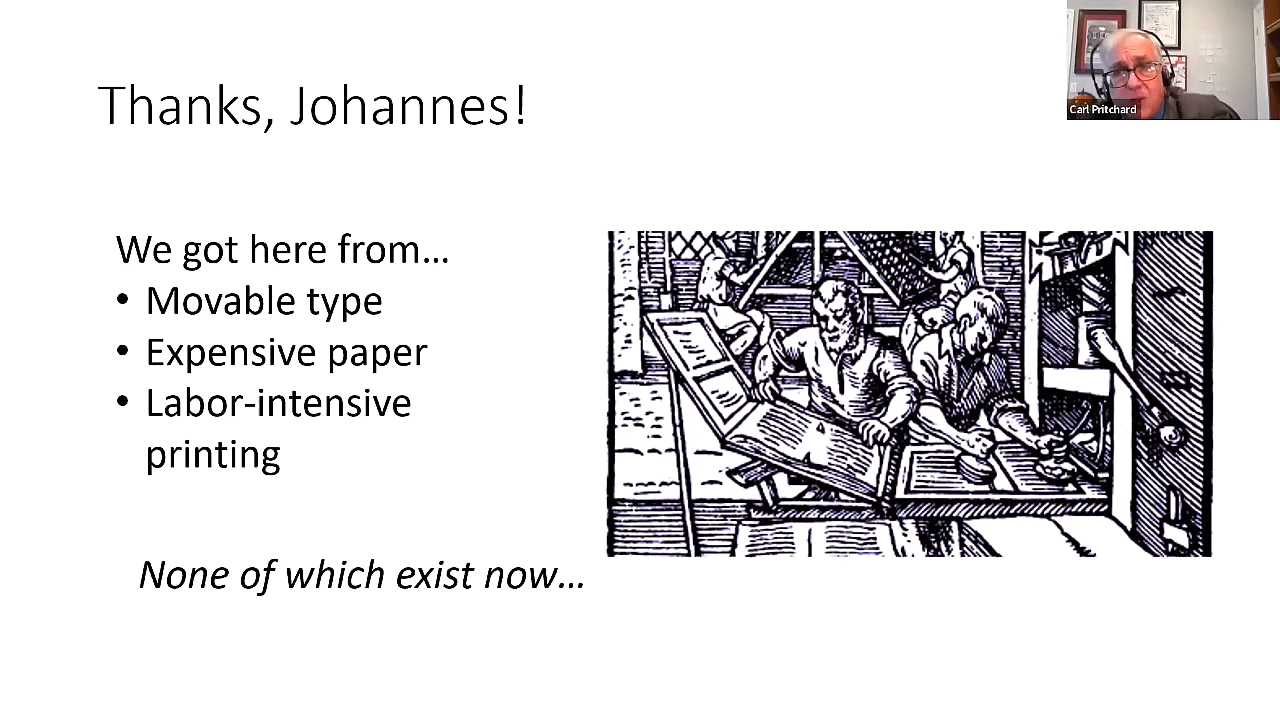 Thanks, Johannes!
Carl Pritchard
We got here from…
• Movable type
• Expensive paper
• Labor-intensive
printing
None of which exist now…